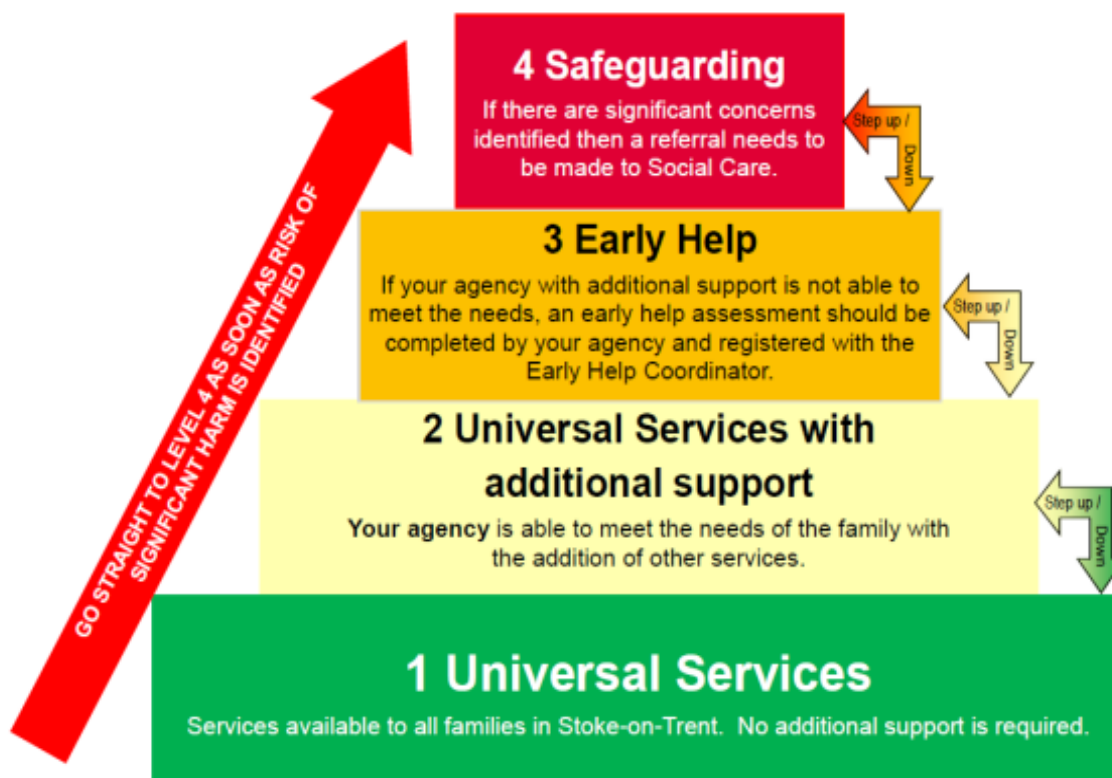 4 Safeguarding
If there are significant concerns
identified then a referral needs to
be made to Social Care.
Step up /
Down
GO STRAIGHT TO LEVEL 4 AS SOON AS RISK OF
SIGNIFICANT HARM IS IDENTIFIED
3 Early Help
If your agency with additional support is not able to
meet the needs, an early help assessment should be
completed by your agency and registered with the
Early Help Coordinator.
Step up /
Down
2 Universal Services with
additional support
Your agency is able to meet the needs of the family with
the addition of other services.
Step up /
Down
1 Universal Services
Services available to all families in Stoke-on-Trent.  No additional support is required.